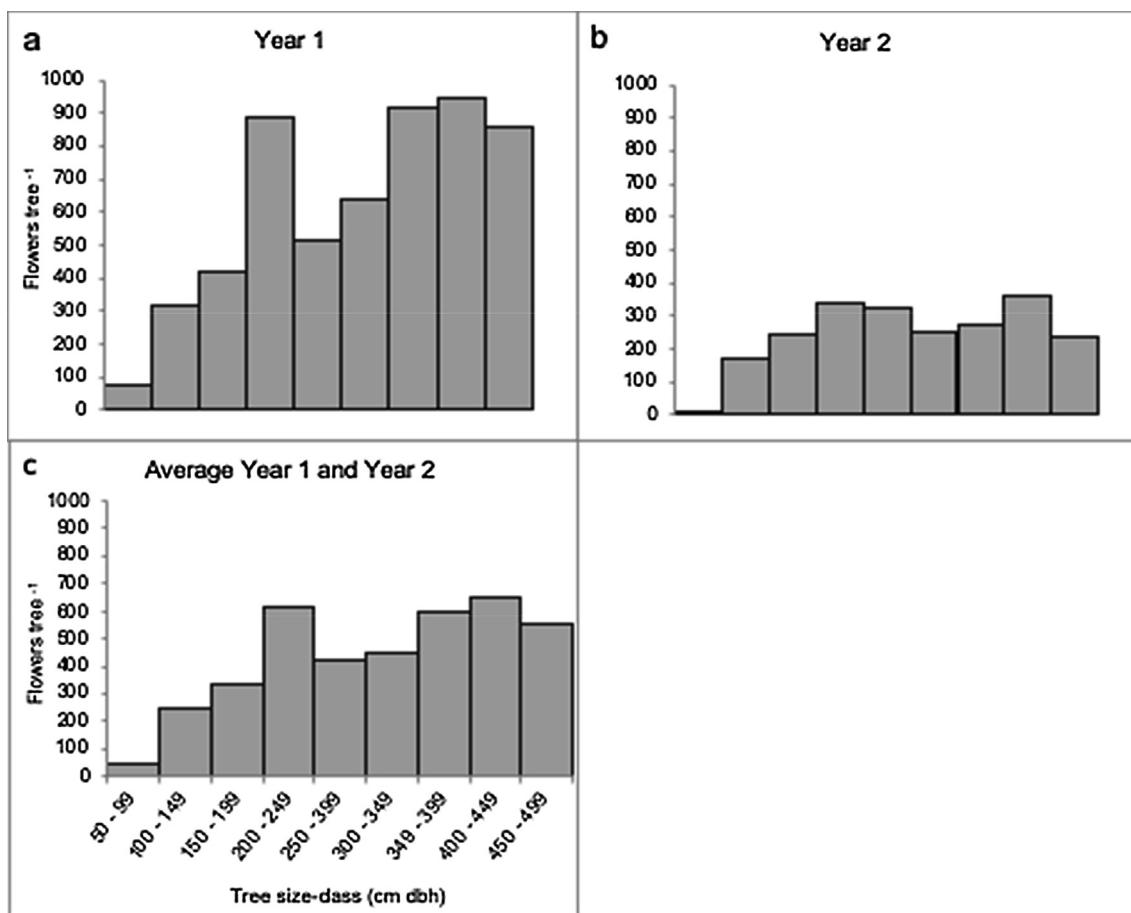 a
Year 1
1000
900
800
700
600
500
400
300
200
100
0
Flowers tree -1
b
Year 2
1000
900
800
700
600
500
400
300
200
100
0
c
Average Year 1 and Year 2
1000
900
800
700
600
500
400
300
200
100
0
Flowers tree -1
50 - 99
100 - 149
150 - 199
200 - 249
250 - 399
300 - 349
349 - 399
400 - 449
450 - 499
Tree size-dass (cm dbh)